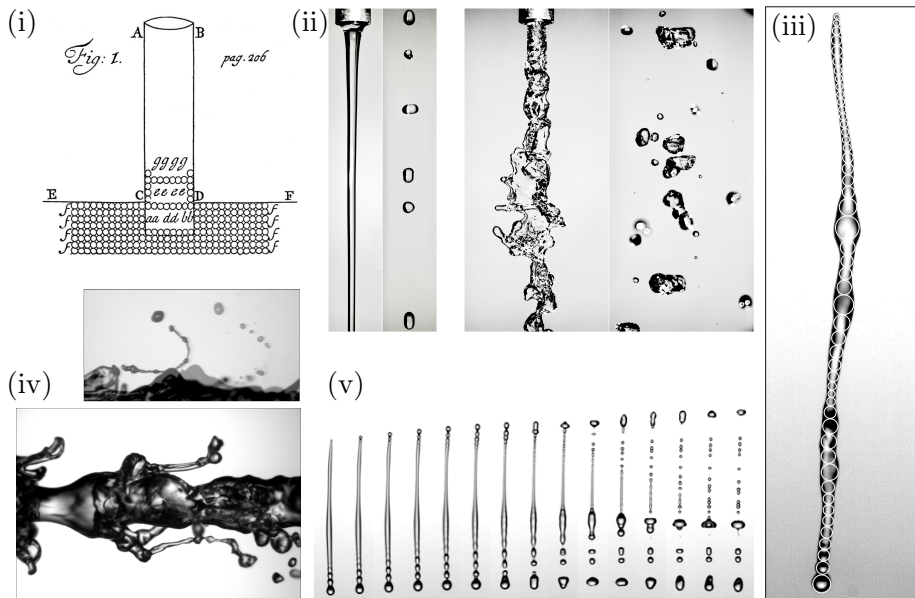 (i)
A B
Fig: 1. pag. 206
gggg
E C ee ee D F
f aa dd bb f
f f
f f
f f
(ii)
(iii)
(iv)
(v)